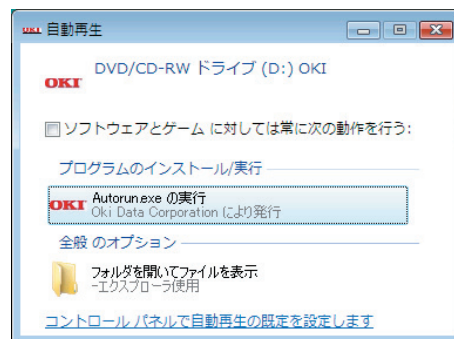 OKI 自動再生
OKI
DVD/CD-RW ドライブ (D:) OKI
ソフトウェアとゲーム に対しては常に次の動作を行う:
プログラムのインストール/実行
OKI
Autorun.exe の実行
Oki Data Corporation により発行
全般 のオプション
フォルダを開いてファイルを表示
-エクスプローラ使用
コントロール パネルで自動再生の既定を設定します